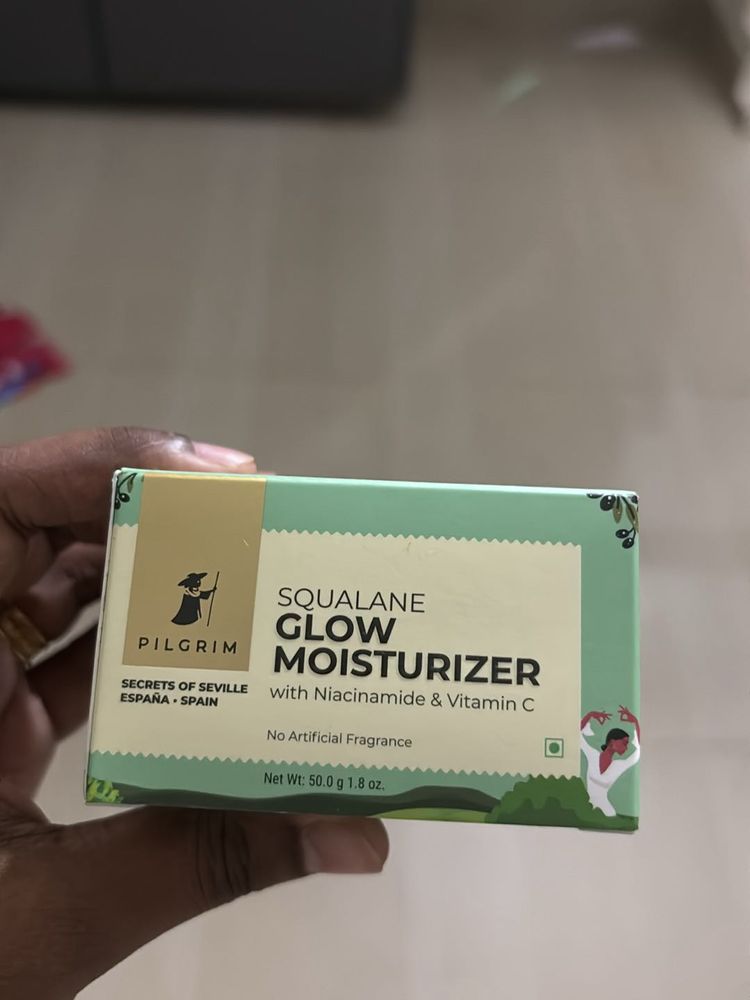 PILGRIM
SECRETS OF SEVILLE
ESPAÑA • SPAIN
SQUALANE
GLOW
MOISTURIZER
with Niacinamide & Vitamin C
No Artificial Fragrance
Net Wt: 50.0 g 1.8 oz.